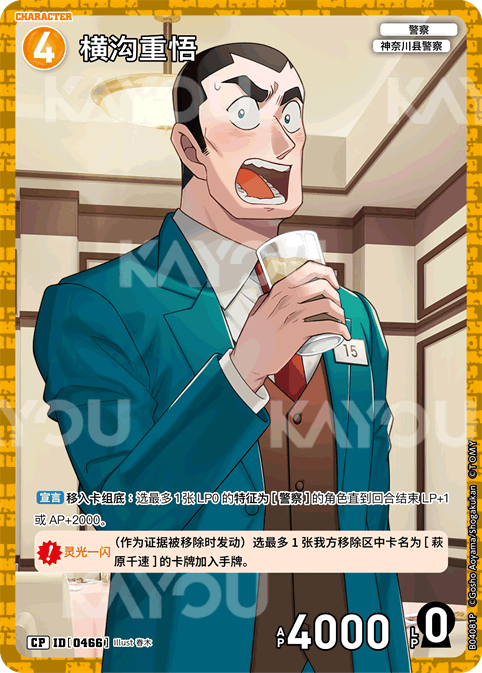 CHARACTER
4
横沟重悟
警察
神奈川县警察
KAYOU
KAYOU
KAYOU
KAYOU
KAYOU
15
宣言 移入卡组底：选最多1张LP0的特征为[警察]的角色直到回合结束LP+1
或AP+2000。
灵光一闪 （作为证据被移除时发动）选最多1张我方移除区中卡名为[萩
原千速]的卡牌加入手牌。
CP ID[0466] Illust 春木
AP 4000 LP 0
B04081P ©Gosho Aoyama/Shogakukan ©TOMY